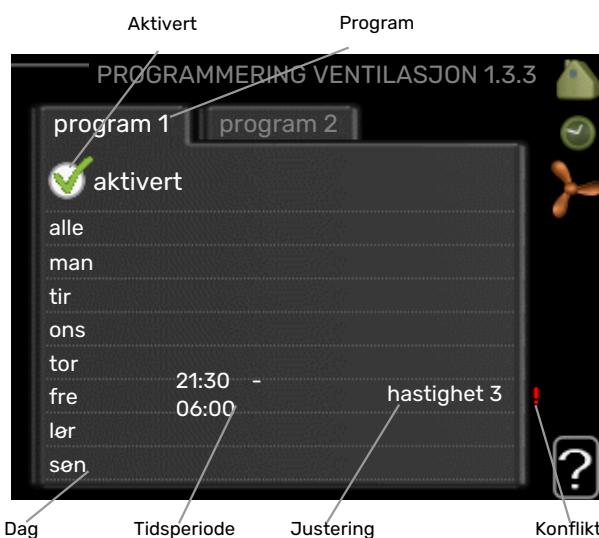 Aktivert Program
PROGRAMMERING VENTILASJON 1.3.3
program 1 program 2
aktivert
alle
man
tir
ons
tor
fre 21:30 - hastighet 3 !
06:00
lør
søn
?
Dag Tidsperiode Justering Konflikt